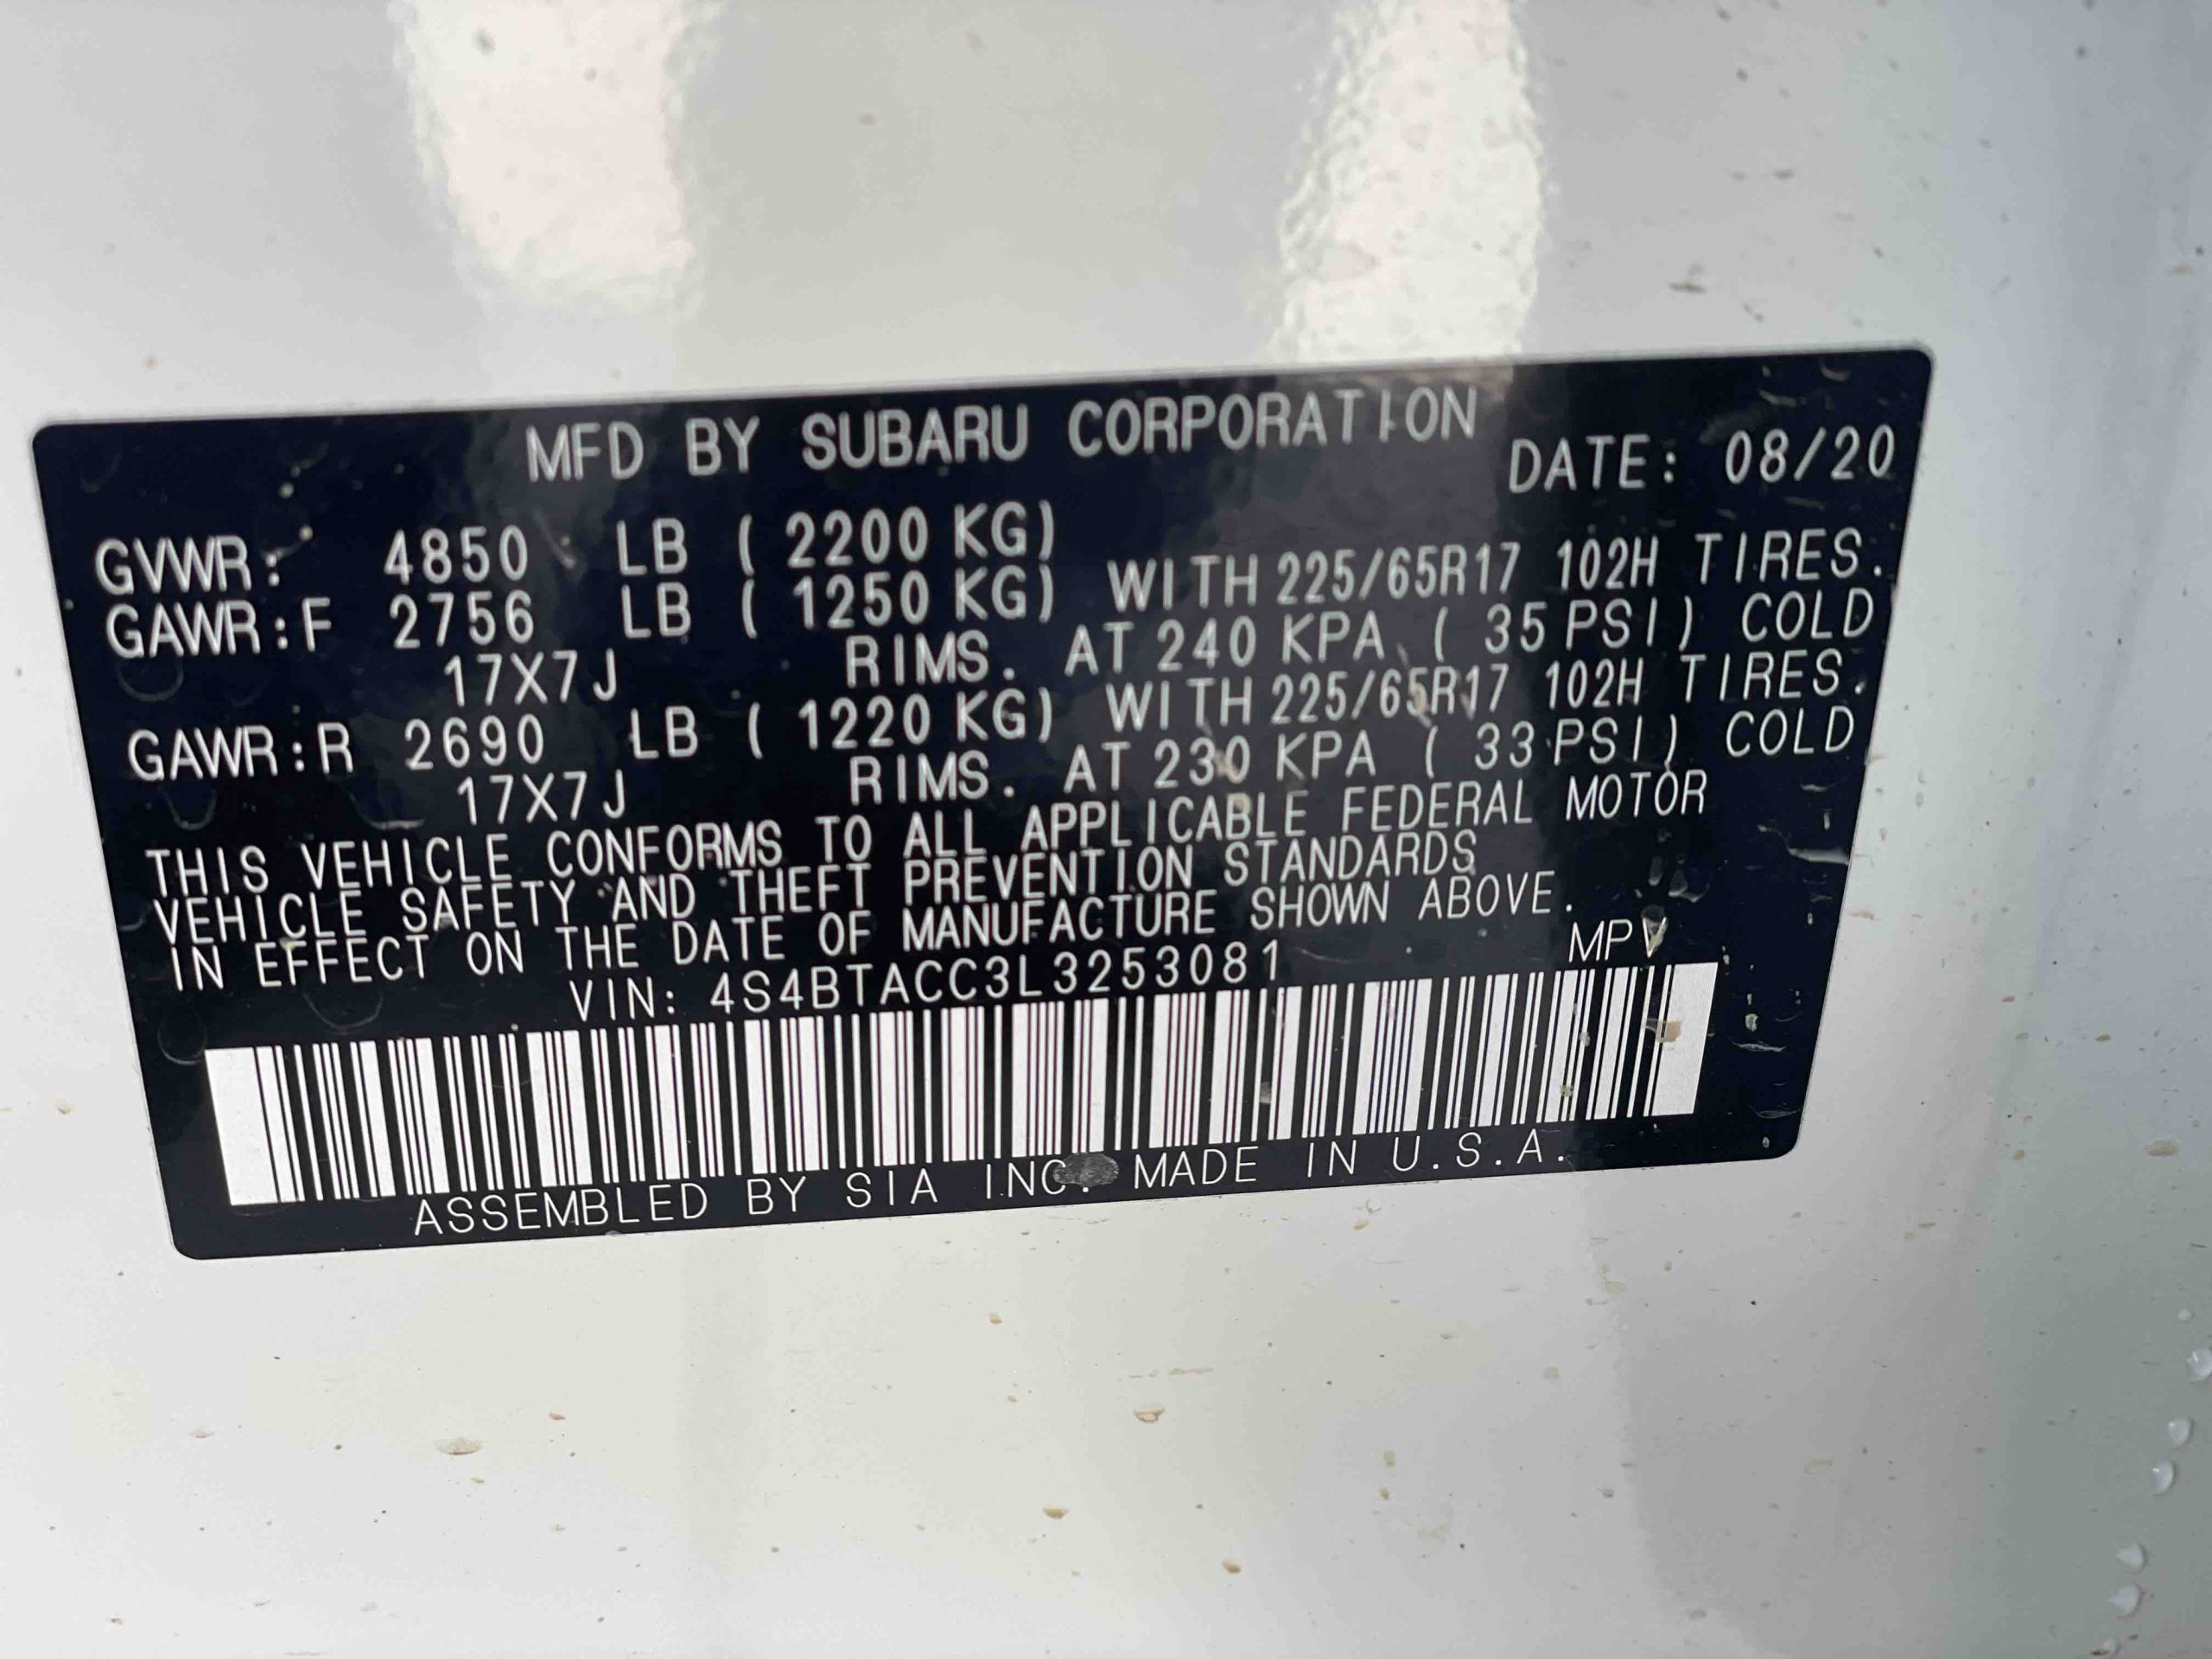 MFD BY SUBARU CORPORATION DATE: 08/20
GVWR: 4850 LB ( 2200 KG)
GAWR:F 2756 LB ( 1250 KG) WITH 225/65R17 102H TIRES.
17X7J RIMS. AT 240 KPA ( 35 PSI) COLD
GAWR:R 2690 LB ( 1220 KG) WITH 225/65R17 102H TIRES.
17X7J RIMS. AT 230 KPA ( 33 PSI) COLD
THIS VEHICLE CONFORMS TO ALL APPLICABLE FEDERAL MOTOR
VEHICLE SAFETY AND THEFT PREVENTION STANDARDS
IN EFFECT ON THE DATE OF MANUFACTURE SHOWN ABOVE.
VIN: 4S4BTACC3L3253081 MPV
ASSEMBLED BY SIA INC. MADE IN U.S.A.